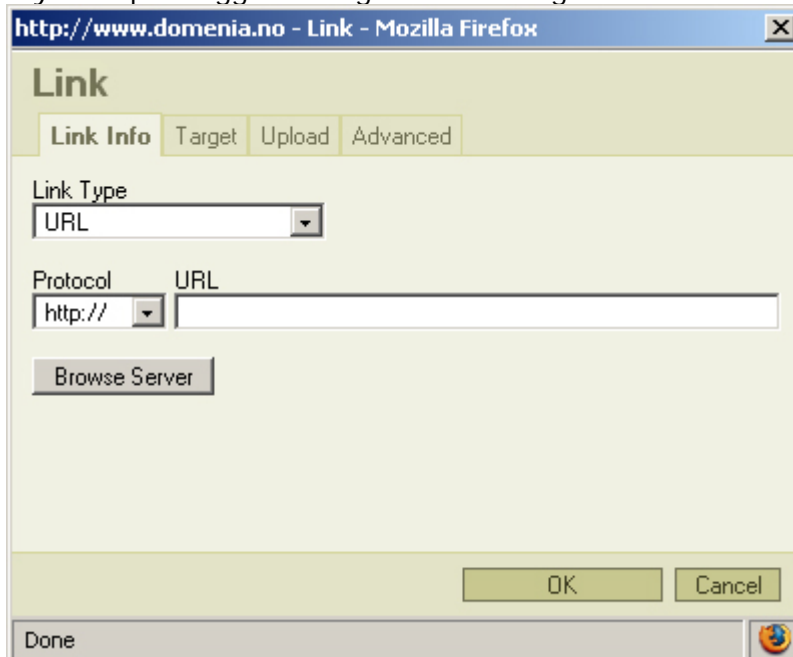 http://www.domenia.no - Link - Mozilla Firefox
Link
Link Info Target Upload Advanced
Link Type
URL
Protocol URL
http://
Browse Server
OK Cancel
Done